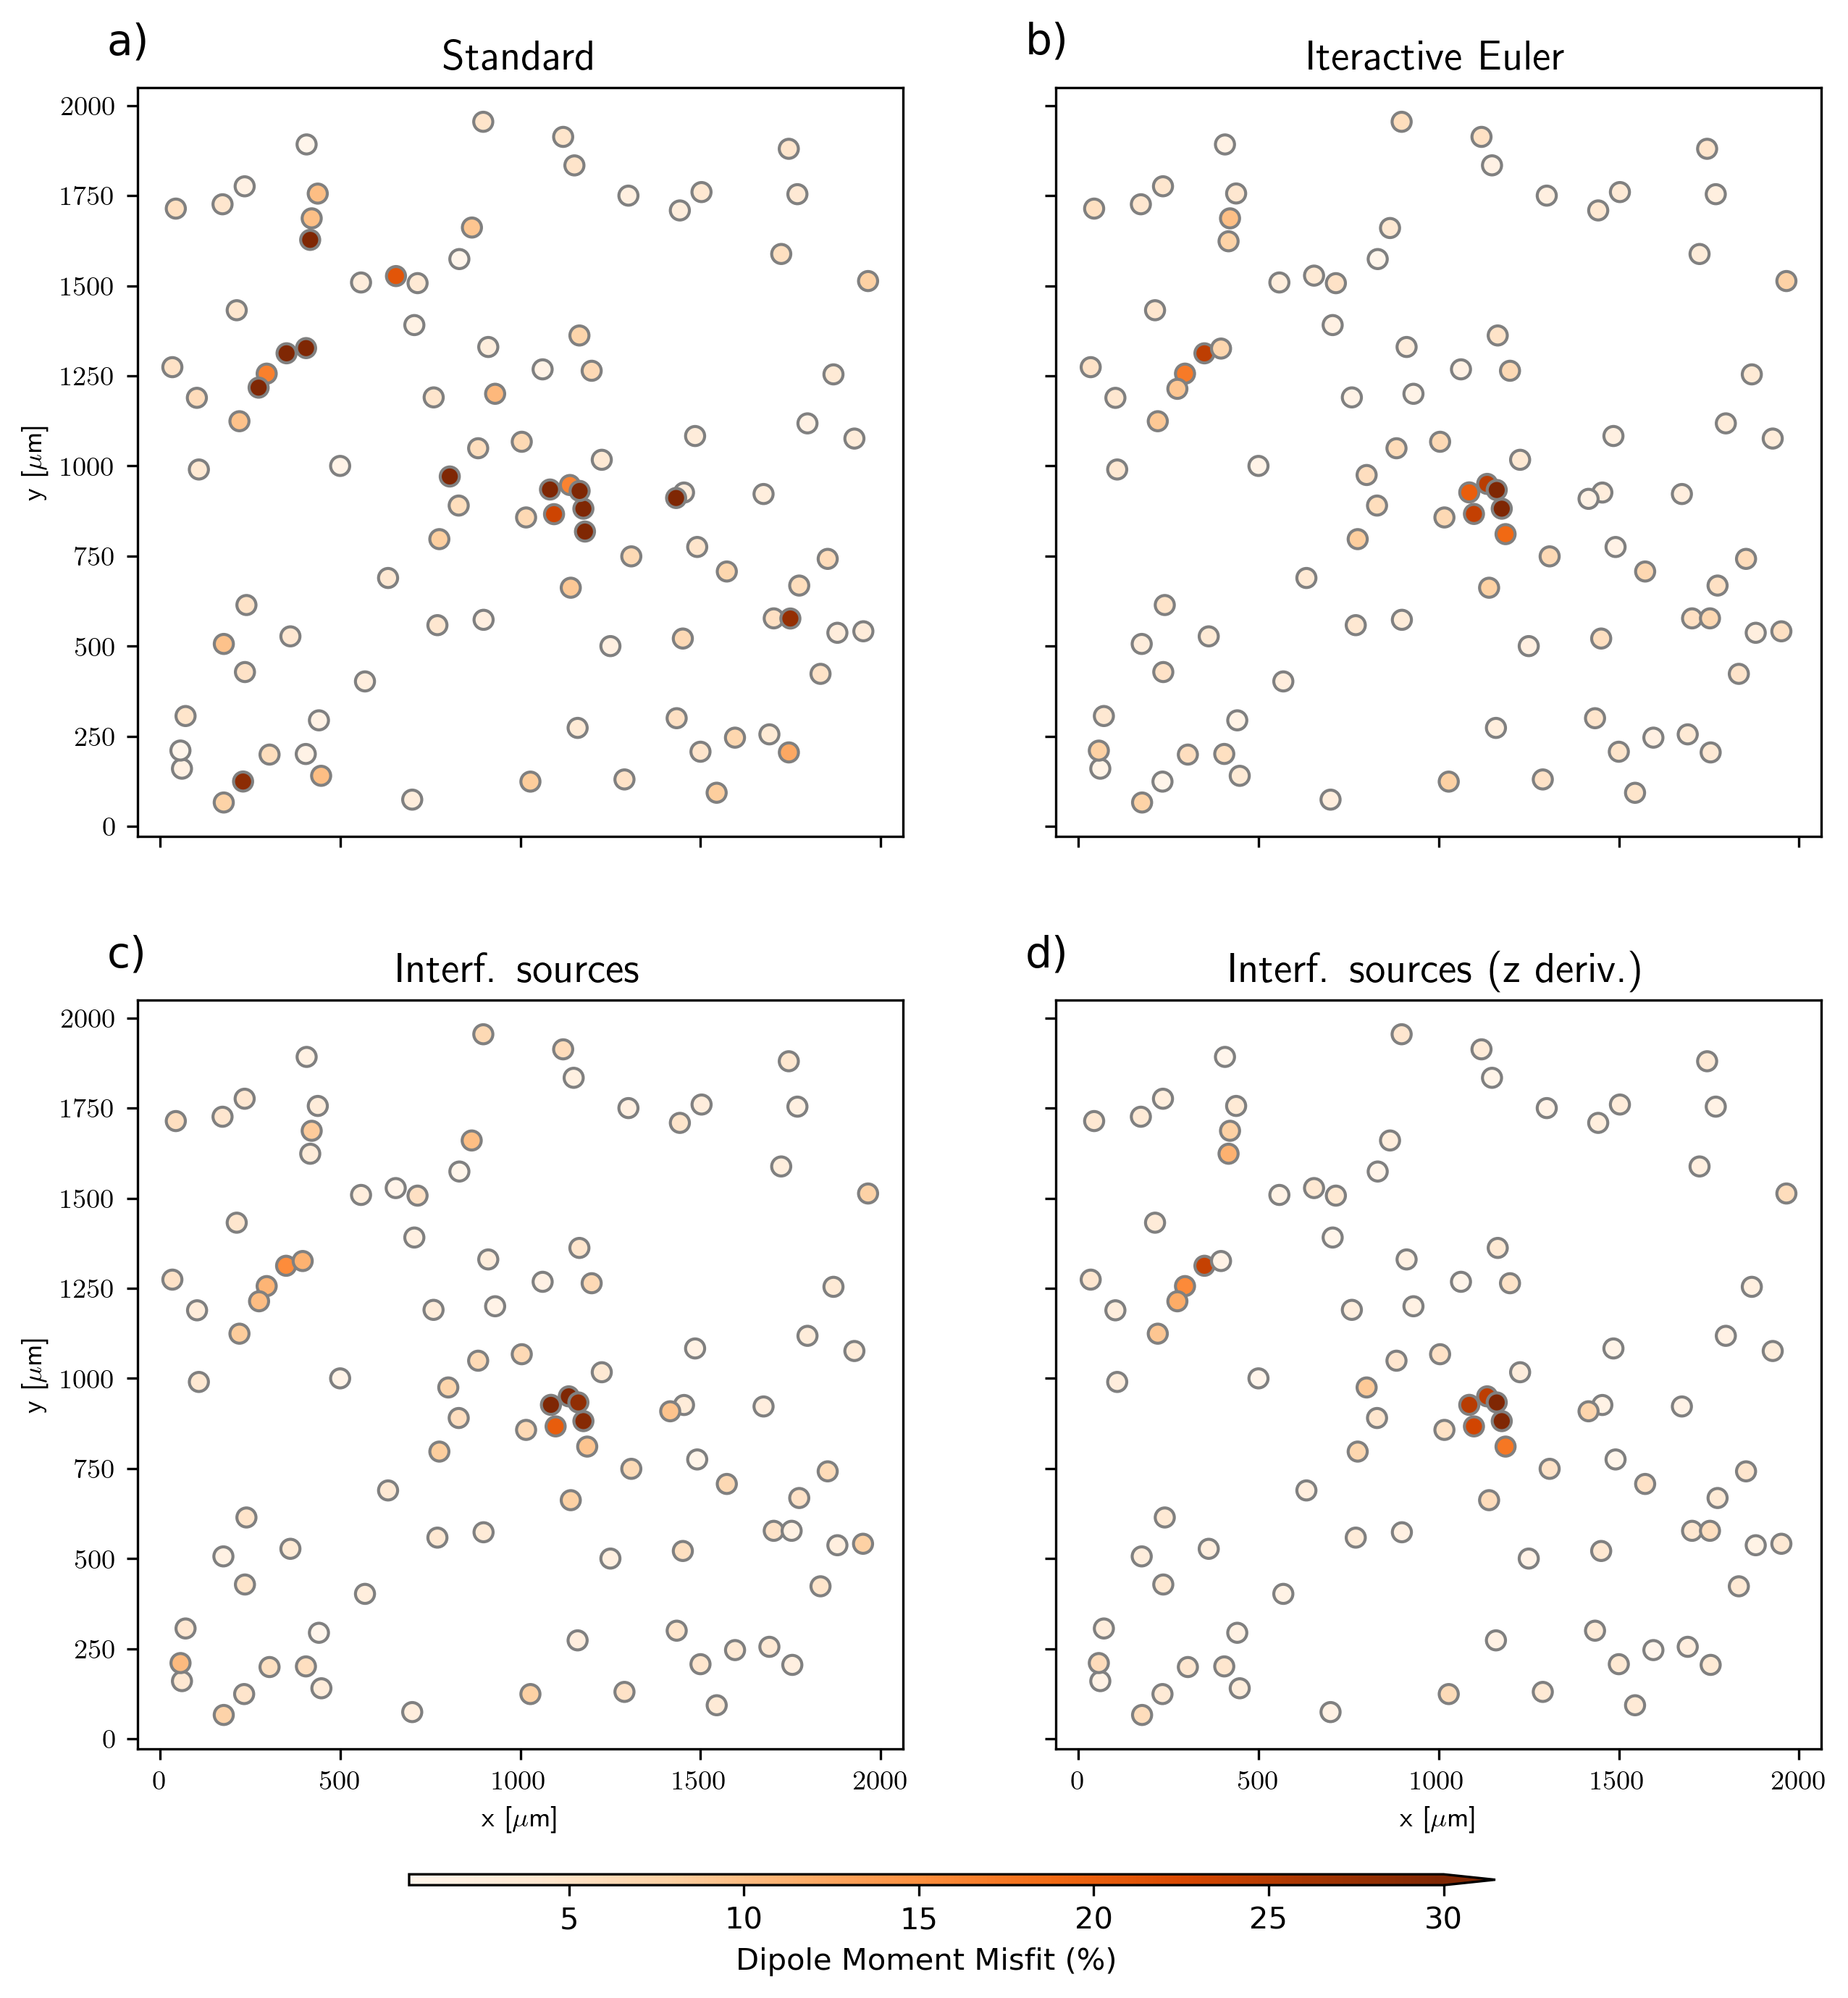 a)
Standard
b)
Iteractive Euler
2000
1750
1500
1250
1000
750
500
250
0
y [μm]
c)
Interf. sources
d)
Interf. sources (z deriv.)
2000
1750
1500
1250
1000
750
500
250
0
y [μm]
0 500 1000 1500 2000
x [μm]
0 500 1000 1500 2000
x [μm]
5 10 15 20 25 30
Dipole Moment Misfit (%)